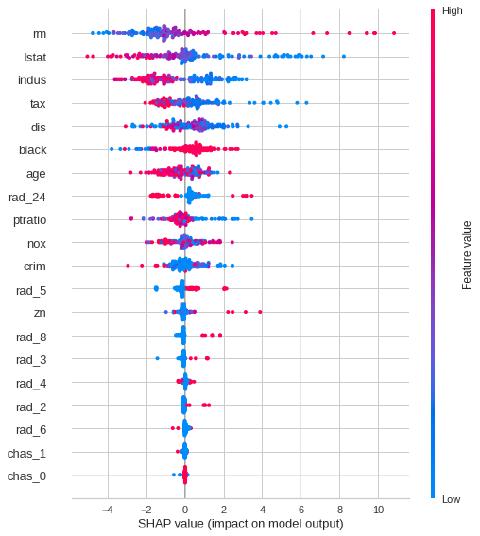 High
rm
lstat
indus
tax
dis
black
age
rad_24
ptratio
nox
crim
rad_5
zn
rad_8
rad_3
rad_4
rad_2
rad_6
chas_1
chas_0
Feature value
Low
−4 −2 0 2 4 6 8 10
SHAP value (impact on model output)